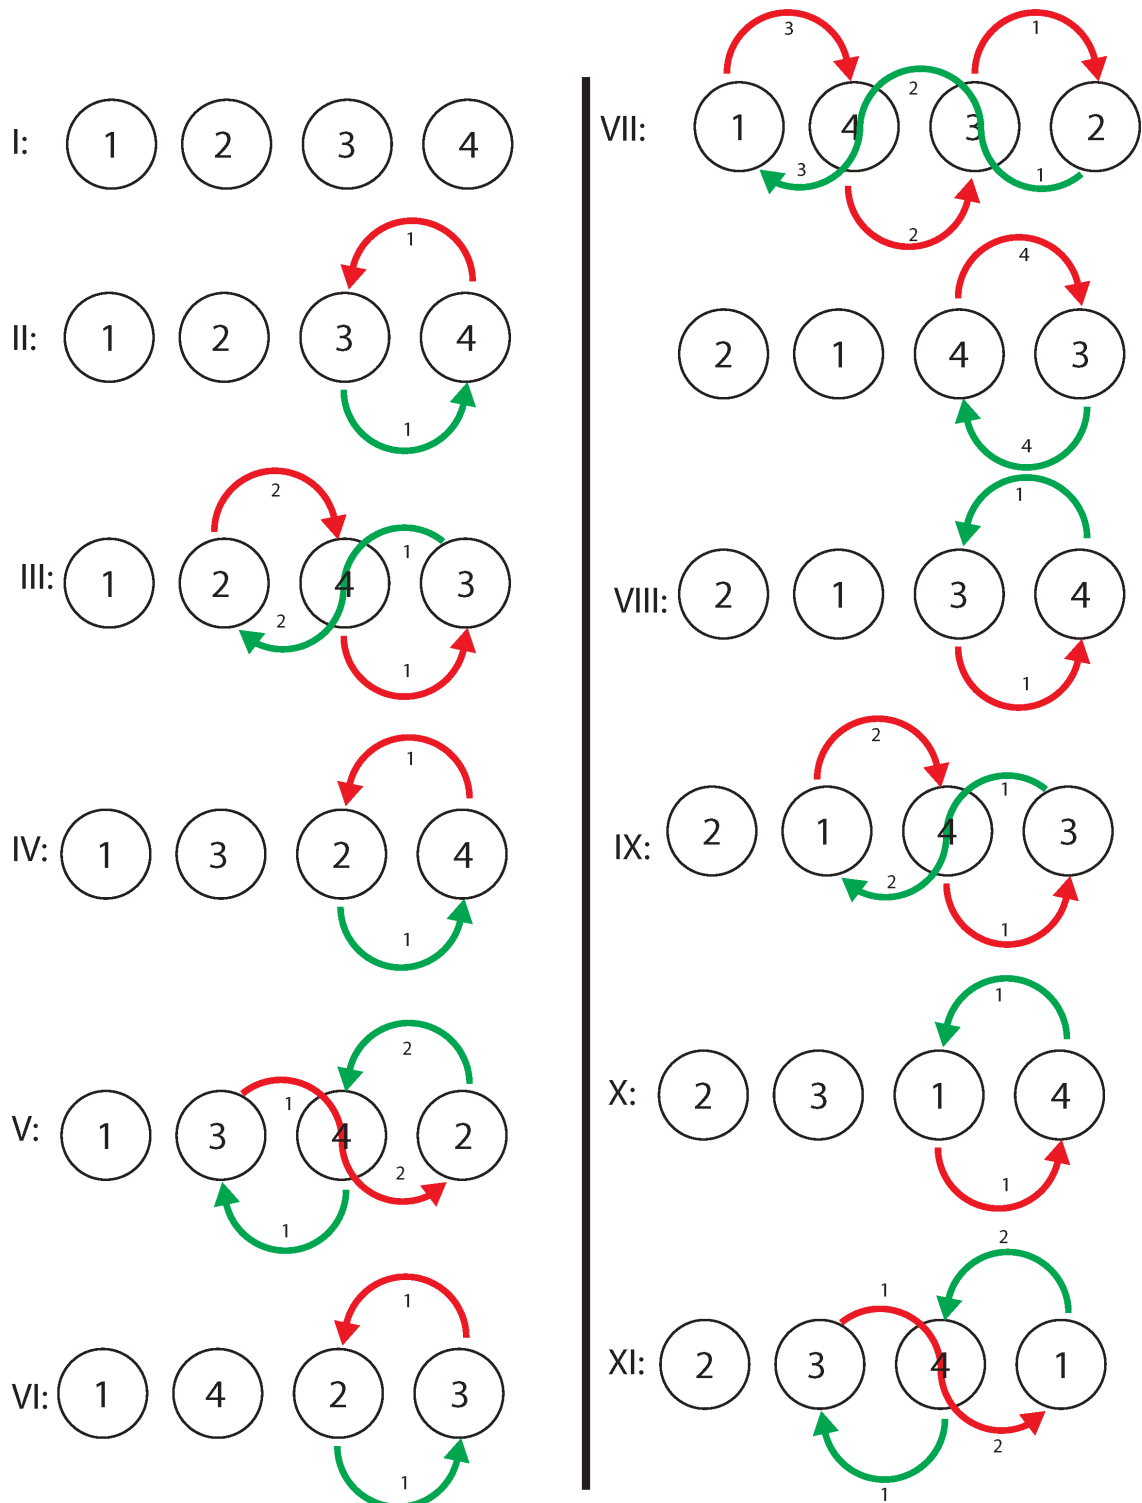 I: 1 2 3 4
1
II: 1 2 3 4
1
2
1
III: 1 2 4 3
2
1
1
IV: 1 3 2 4
1
2
1
V: 1 3 4 2
2
1
1
VI: 1 4 2 3
1
3
1
2
VII: 1 4 3 2
3
1
2
4
2 1 4 3
4
1
VIII: 2 1 3 4
1
2
1
IX: 2 1 4 3
2
1
1
X: 2 3 1 4
1
2
1
XI: 2 3 4 1
2
1